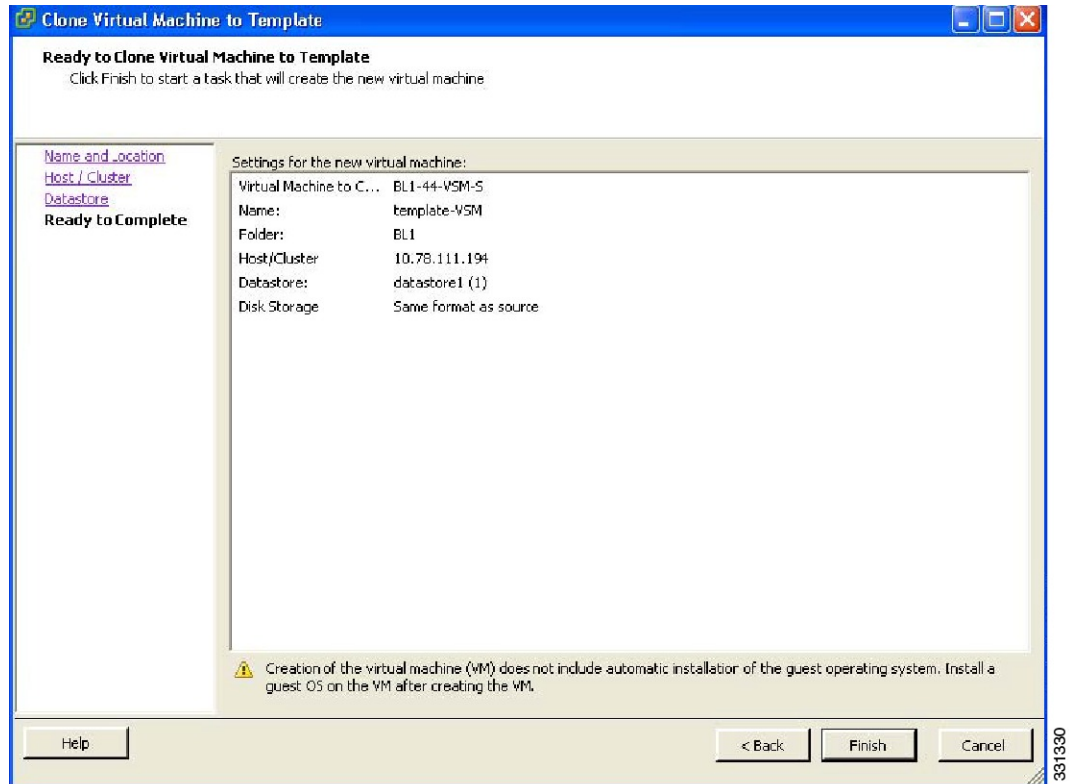 Clone Virtual Machine to Template
Ready to Clone Virtual Machine to Template
Click Finish to start a task that will create the new virtual machine
Name and Location
Host / Cluster
Datastore
Ready to Complete
Settings for the new virtual machine:
Virtual Machine to C... BL1-44-VSM-S
Name: template-VSM
Folder: BL1
Host/Cluster 10.78.111.194
Datastore: datastore1 (1)
Disk Storage Same format as source
Creation of the virtual machine (VM) does not include automatic installation of the guest operating system. Install a
guest OS on the VM after creating the VM.
Help
< Back
Finish
Cancel
331330